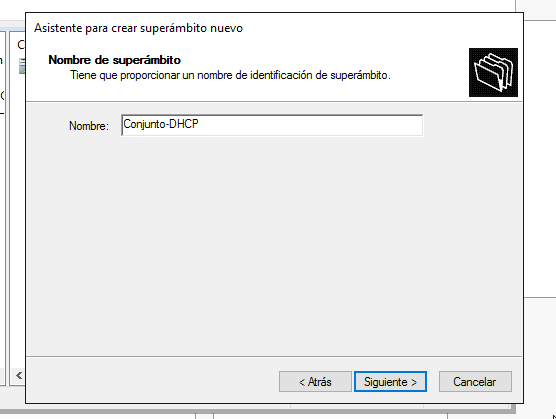 Asistente para crear superámbito nuevo
Nombre de superámbito
Tiene que proporcionar un nombre de identificación de superámbito.
Nombre:
Conjunto-DHCP
< Atrás
Siguiente >
Cancelar